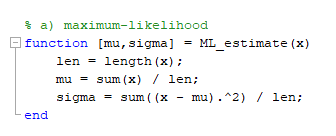 % a) maximum-likelihood
function [mu,sigma] = ML_estimate(x)
len = length(x);
mu = sum(x) / len;
sigma = sum((x - mu).^2) / len;
end